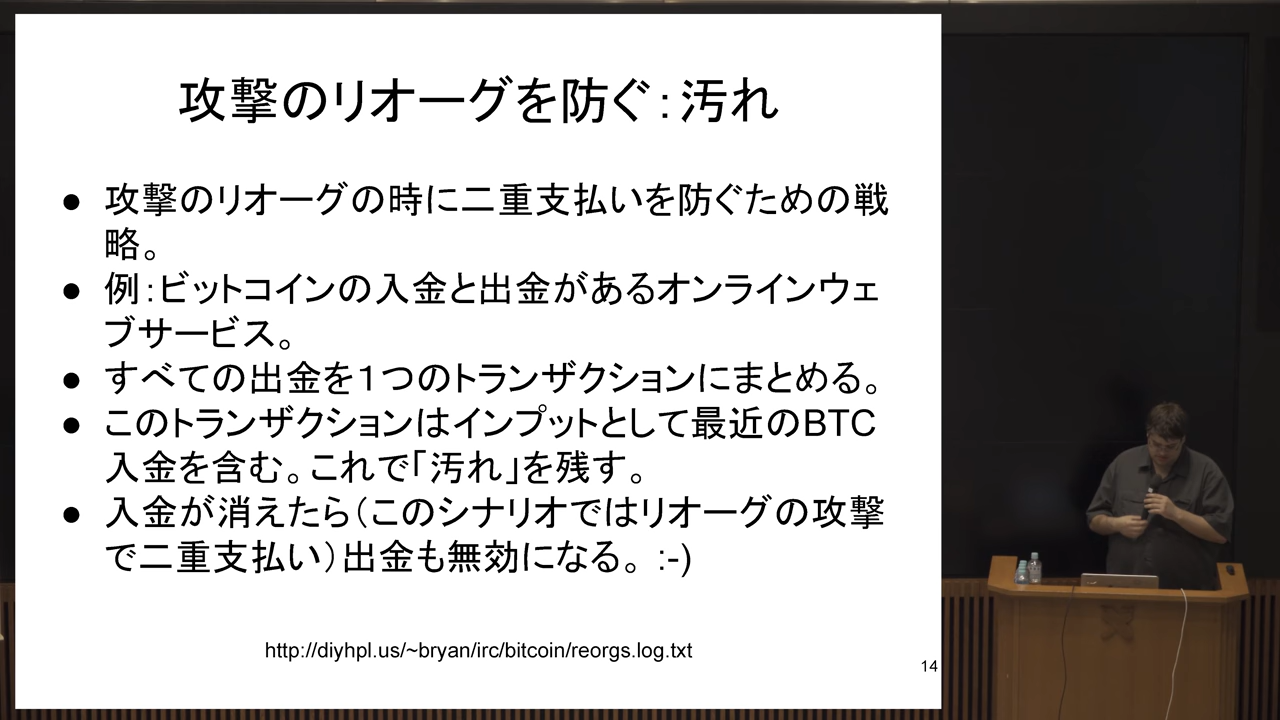 攻撃のリオーグを防ぐ：汚れ
● 攻撃のリオーグの時に二重支払いを防ぐための戦
略。
● 例：ビットコインの入金と出金があるオンラインウェ
ブサービス。
● すべての出金を１つのトランザクションにまとめる。
● このトランザクションはインプットとして最近のBTC
入金を含む。これで「汚れ」を残す。
● 入金が消えたら（このシナリオではリオーグの攻撃
で二重支払い）出金も無効になる。 :-)
http://diyhpl.us/~bryan/irc/bitcoin/reorgs.log.txt
14